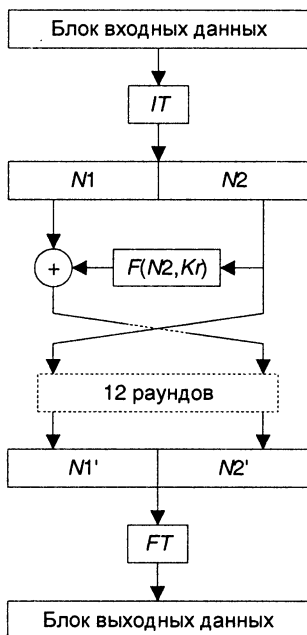 Блок входных данных
IT
N1 N2
+ F(N2,Kr)
12 раундов
N1' N2'
FT
Блок выходных данных